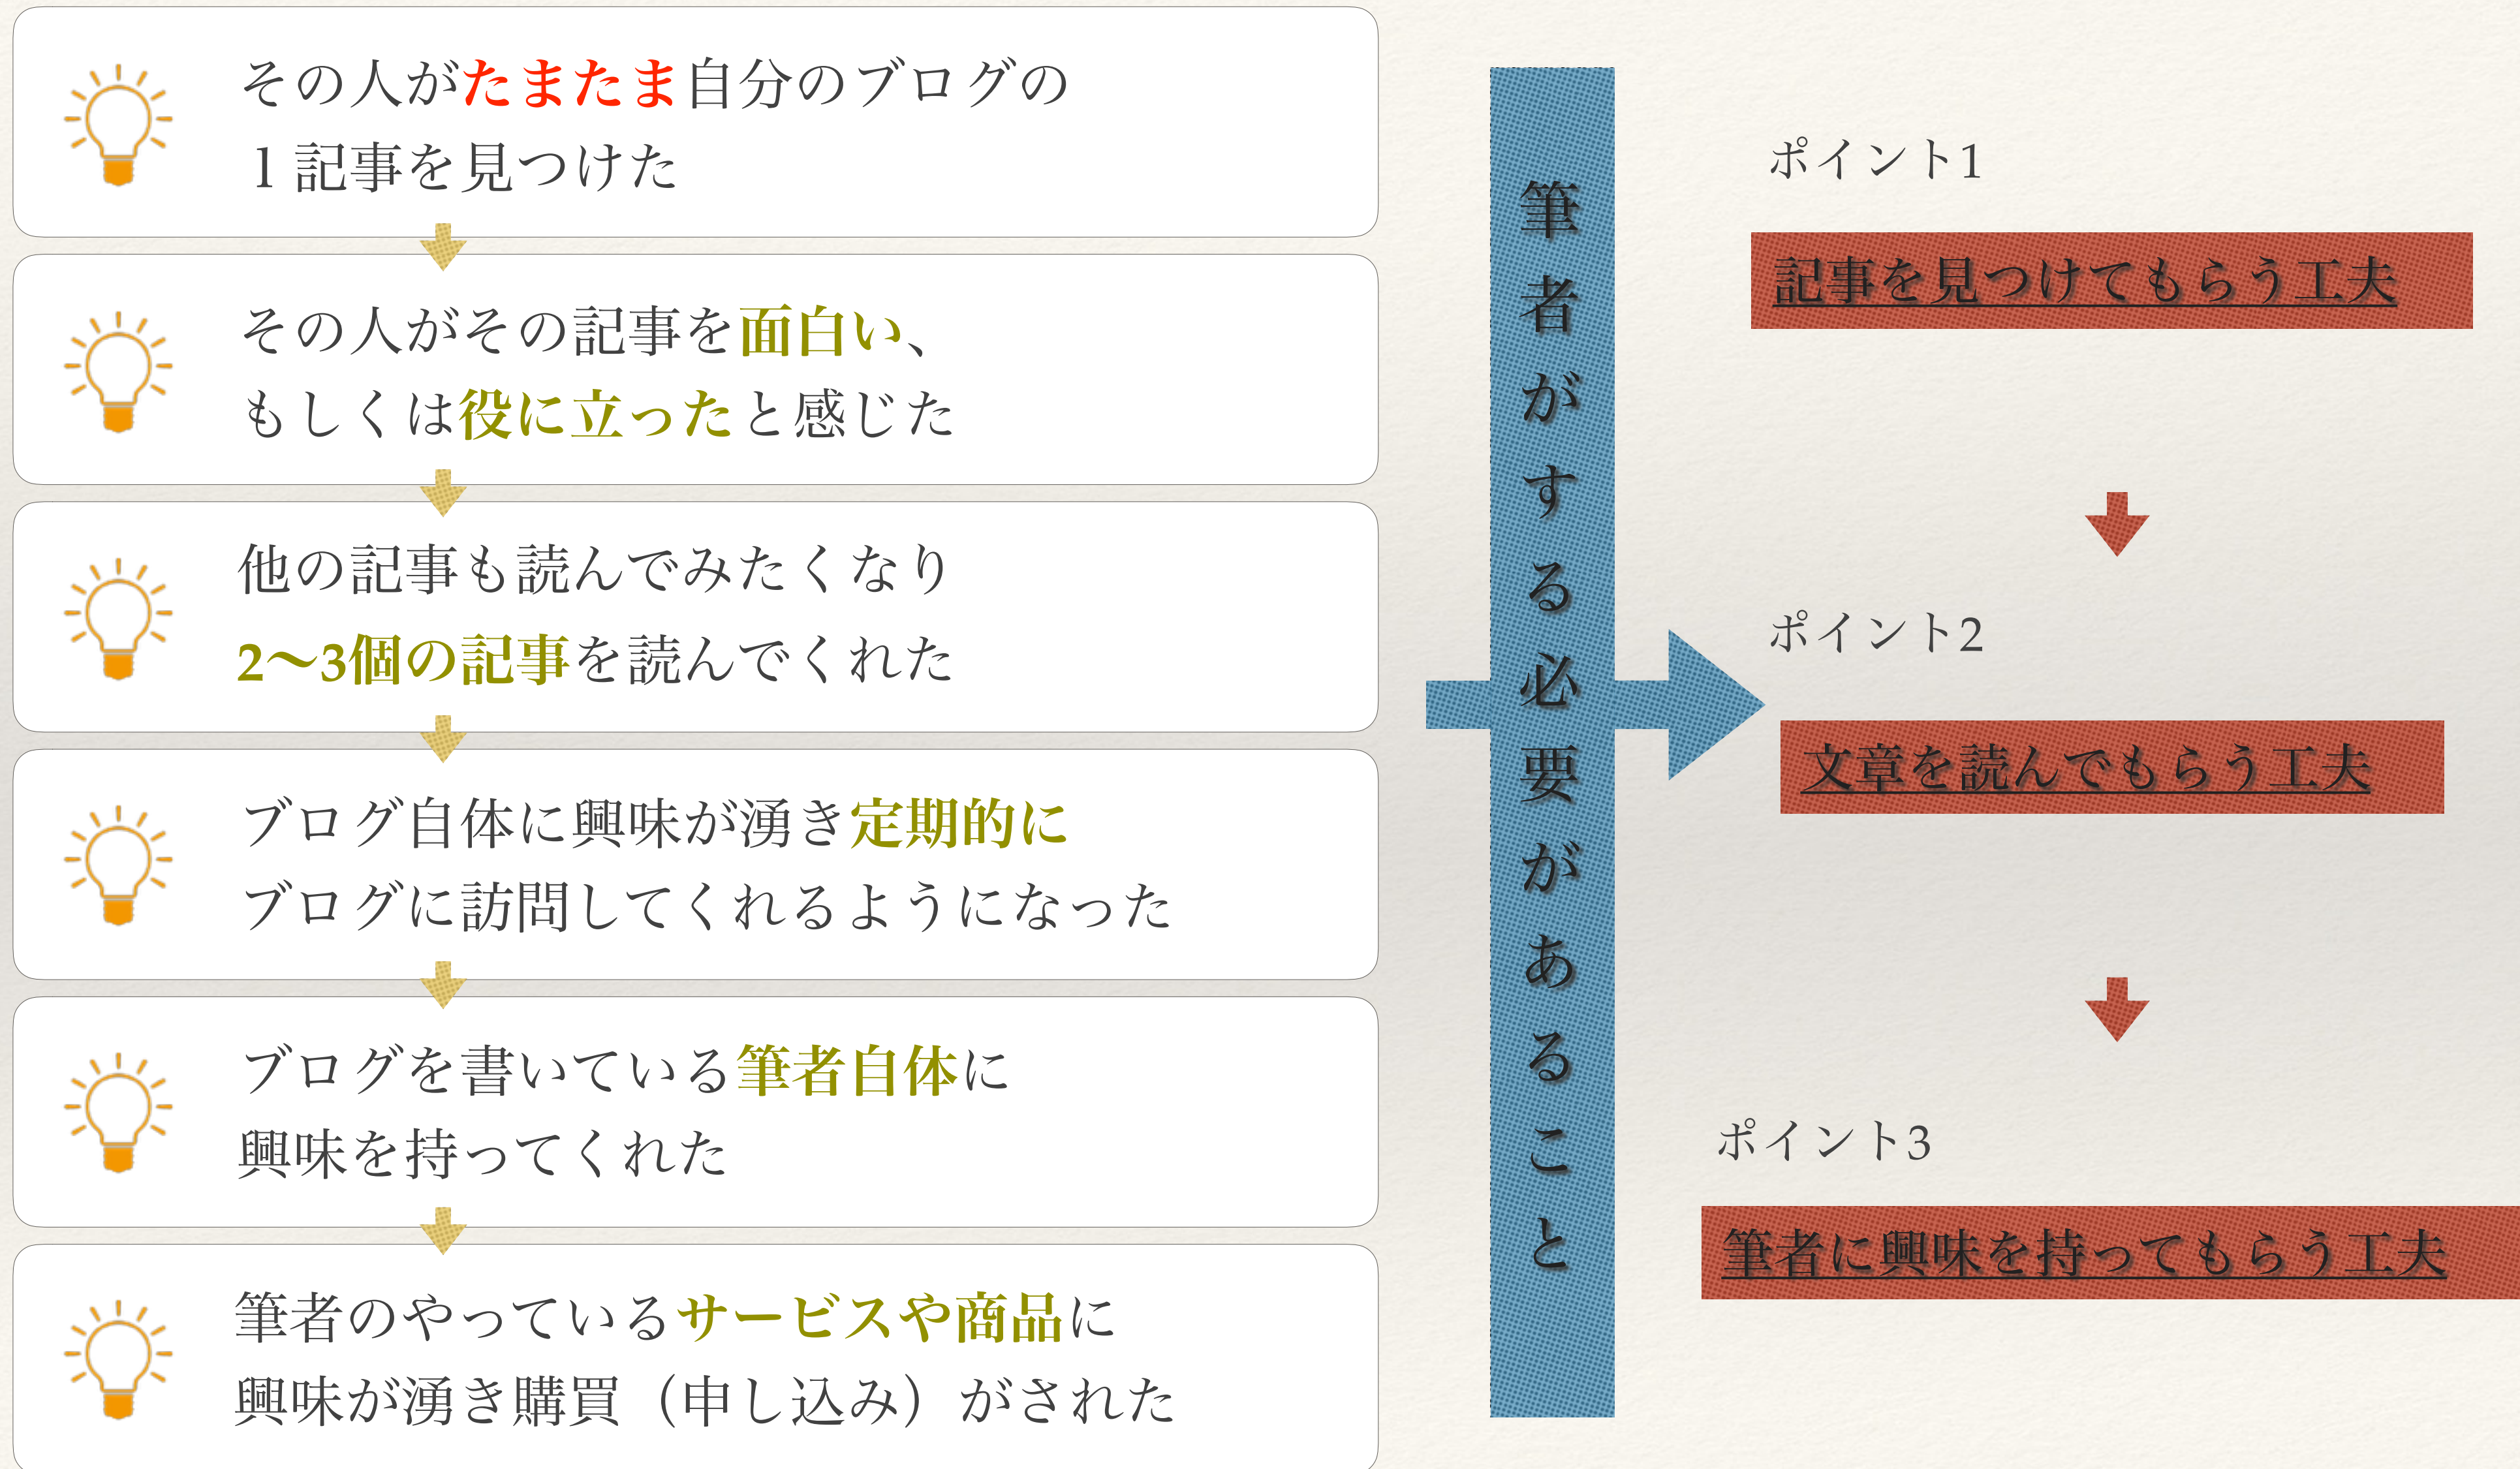 その人がたまたま自分のブログの
１記事を見つけた
その人がその記事を面白い、
もしくは役に立ったと感じた
他の記事も読んでみたくなり
2〜3個の記事を読んでくれた
ブログ自体に興味が湧き定期的に
ブログに訪問してくれるようになった
ブログを書いている筆者自体に
興味を持ってくれた
筆者のやっているサービスや商品に
興味が湧き購買（申し込み）がされた
筆者がする必要があること
ポイント1
記事を見つけてもらう工夫
ポイント2
文章を読んでもらう工夫
ポイント3
筆者に興味を持ってもらう工夫